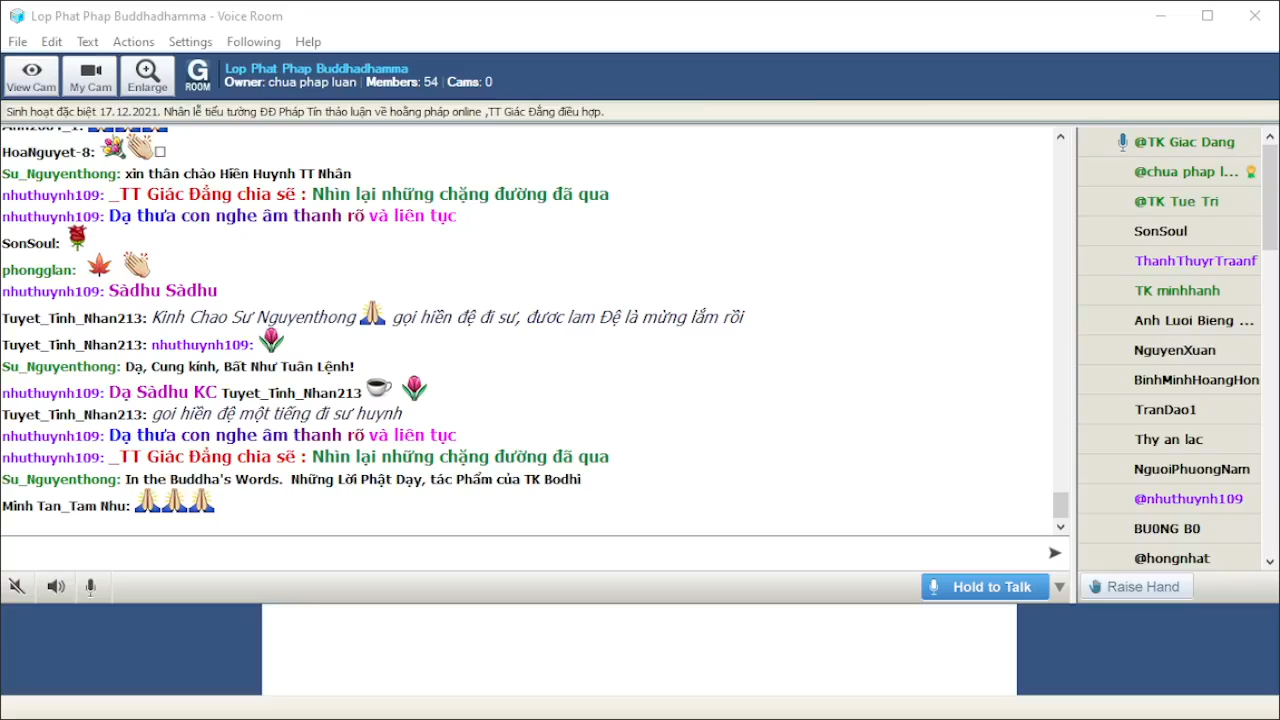 Lop Phat Phap Buddhadhamma - Voice Room
File Edit Text Actions Settings Following Help
View Cam My Cam Enlarge G ROOM
Lop Phat Phap Buddhadhamma
Owner: chua phap luan | Members: 54 | Cams: 0
Sinh hoạt đặc biệt 17.12.2021. Nhân lễ tiểu tường ĐĐ Pháp Tín thảo luận về hoằng pháp online ,TT Giác Đẳng điều hợp.
HoaNguyet-8:
Su_Nguyenthong: xin thân chào Hiền Huynh TT Nhân
nhuthuynh109: _TT Giác Đẳng chia sẽ : Nhìn lại những chặng đường đã qua
nhuthuynh109: Dạ thưa con nghe âm thanh rõ và liên tục
SonSoul:
phongglan:
nhuthuynh109: Sàdhu Sàdhu
Tuyet_Tinh_Nhan213: Kinh Chao Sư Nguyenthong gọi hiền đệ đi sư, đươc lam Đệ là mừng lắm rồi
Tuyet_Tinh_Nhan213: nhuthuynh109:
Su_Nguyenthong: Dạ, Cung kính, Bất Như Tuân Lệnh!
nhuthuynh109: Dạ Sàdhu KC Tuyet_Tinh_Nhan213
Tuyet_Tinh_Nhan213: goi hiền đệ một tiếng đi sư huynh
nhuthuynh109: Dạ thưa con nghe âm thanh rõ và liên tục
nhuthuynh109: _TT Giác Đẳng chia sẽ : Nhìn lại những chặng đường đã qua
Su_Nguyenthong: In the Buddha's Words. Những Lời Phật Dạy, tác Phẩm của TK Bodhi
Minh Tan_Tam Nhu:
Hold to Talk
@TK Giac Dang
@chua phap l...
@TK Tue Tri
SonSoul
ThanhThuyrTraanf
TK minhhanh
Anh Luoi Bieng ...
NguyenXuan
BinhMinhHoangHon
TranDao1
Thy an lac
NguoiPhuongNam
@nhuthuynh109
BU0NG B0
@hongnhat
Raise Hand